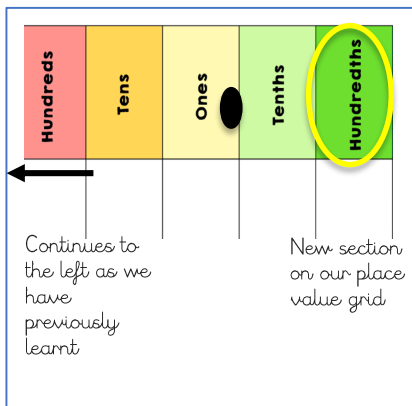 Hundreds
Tens
Ones
Tenths
Hundredths
Continues to
the left as we
have
previously
learnt
New section
on our place
value grid